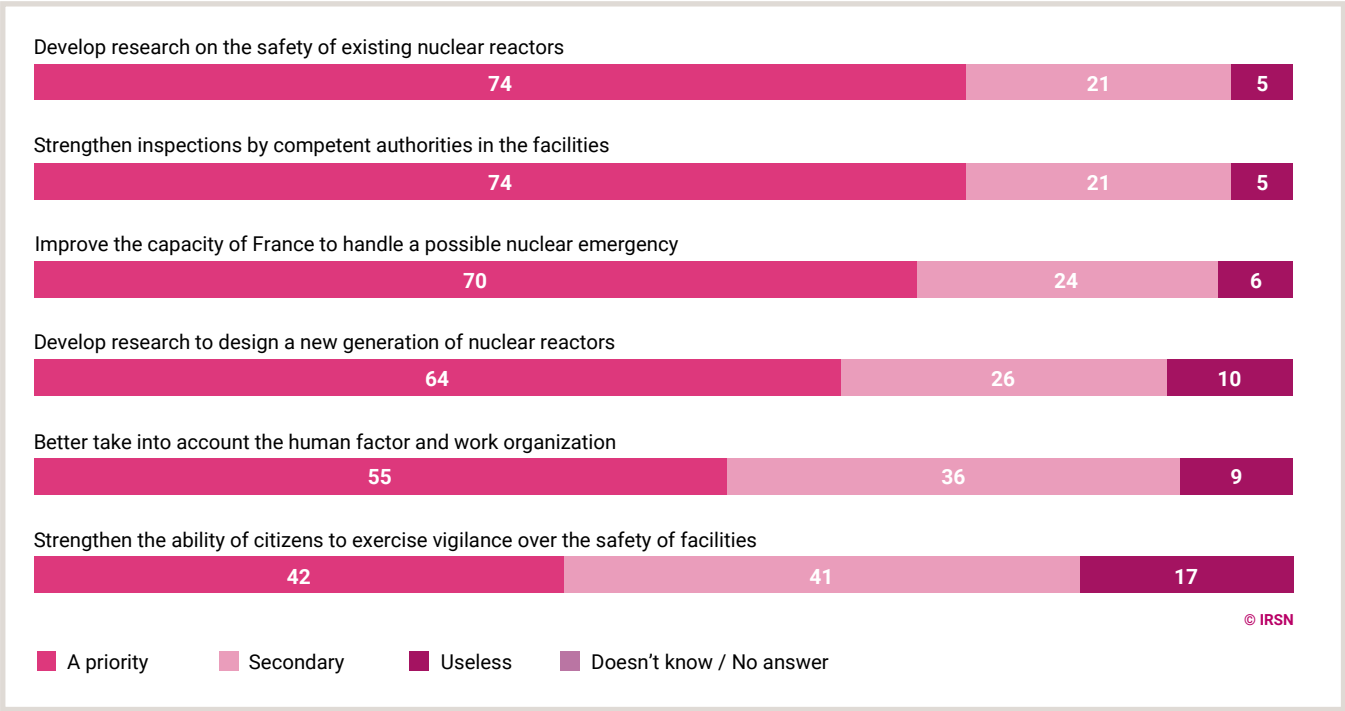 Develop research on the safety of existing nuclear reactors
74 21 5
Strengthen inspections by competent authorities in the facilities
74 21 5
Improve the capacity of France to handle a possible nuclear emergency
70 24 6
Develop research to design a new generation of nuclear reactors
64 26 10
Better take into account the human factor and work organization
55 36 9
Strengthen the ability of citizens to exercise vigilance over the safety of facilities
42 41 17
© IRSN
A priority Secondary Useless Doesn't know / No answer